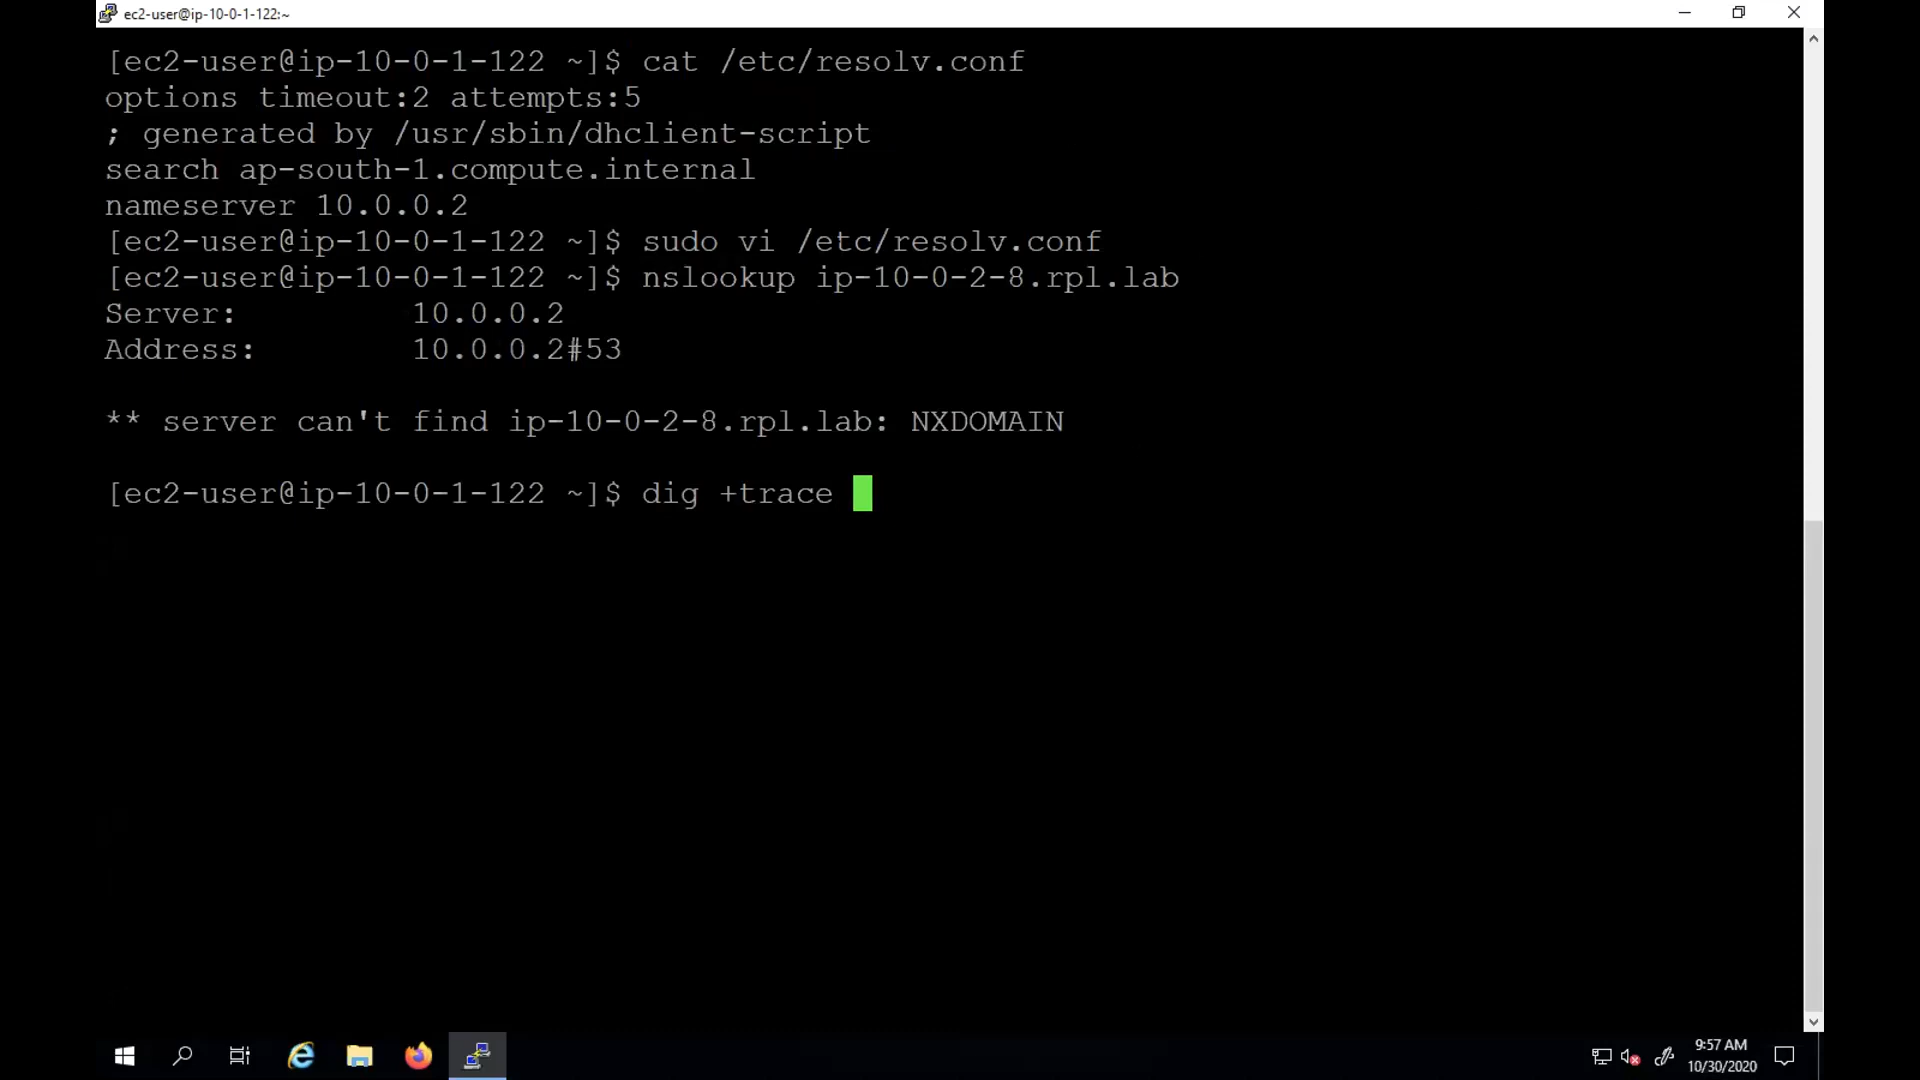 ec2-user@ip-10-0-1-122:~
[ec2-user@ip-10-0-1-122 ~]$ cat /etc/resolv.conf
options timeout:2 attempts:5
; generated by /usr/sbin/dhclient-script
search ap-south-1.compute.internal
nameserver 10.0.0.2
[ec2-user@ip-10-0-1-122 ~]$ sudo vi /etc/resolv.conf
[ec2-user@ip-10-0-1-122 ~]$ nslookup ip-10-0-2-8.rpl.lab
Server:         10.0.0.2
Address:        10.0.0.2#53
** server can't find ip-10-0-2-8.rpl.lab: NXDOMAIN
[ec2-user@ip-10-0-1-122 ~]$ dig +trace
9:57 AM
10/30/2020